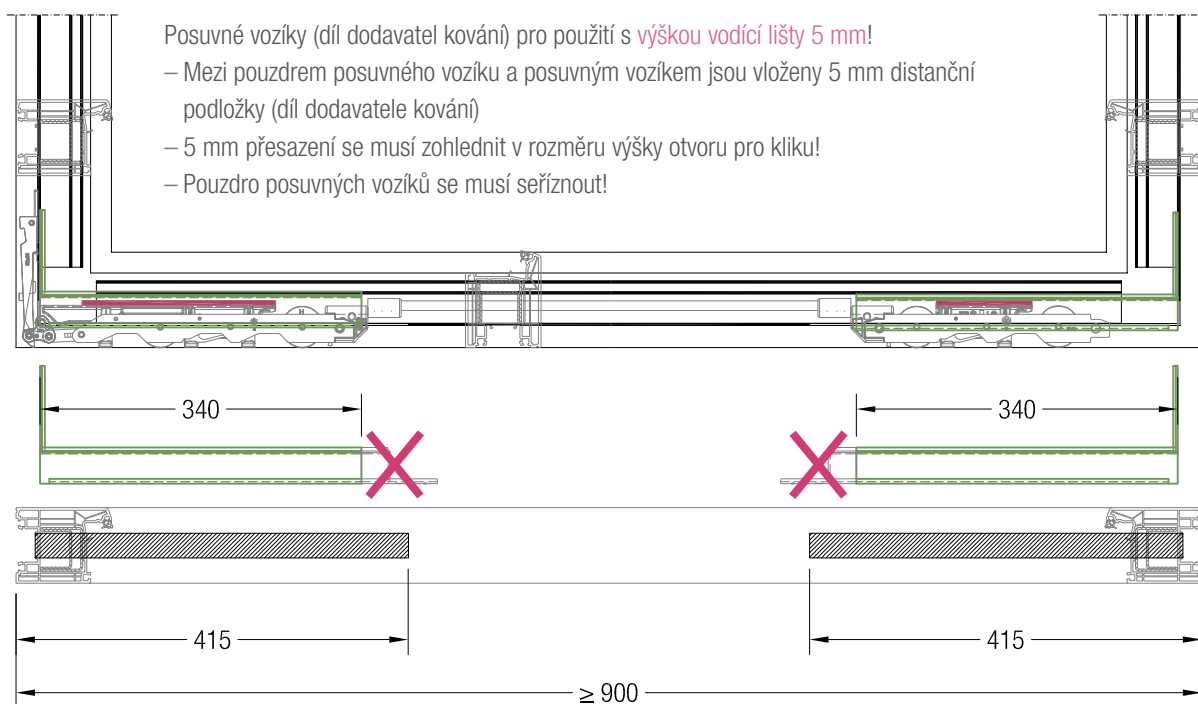 Posuvné vozíky (díl dodavatel kování) pro použití s výškou vodící lišty 5 mm!
– Mezi pouzdrem posuvného vozíku a posuvným vozíkem jsou vloženy 5 mm distanční
podložky (díl dodavatele kování)
– 5 mm přesazení se musí zohlednit v rozměru výšky otvoru pro kliku!
– Pouzdro posuvných vozíků se musí seříznout!
H
340
340
415
415
≥ 900